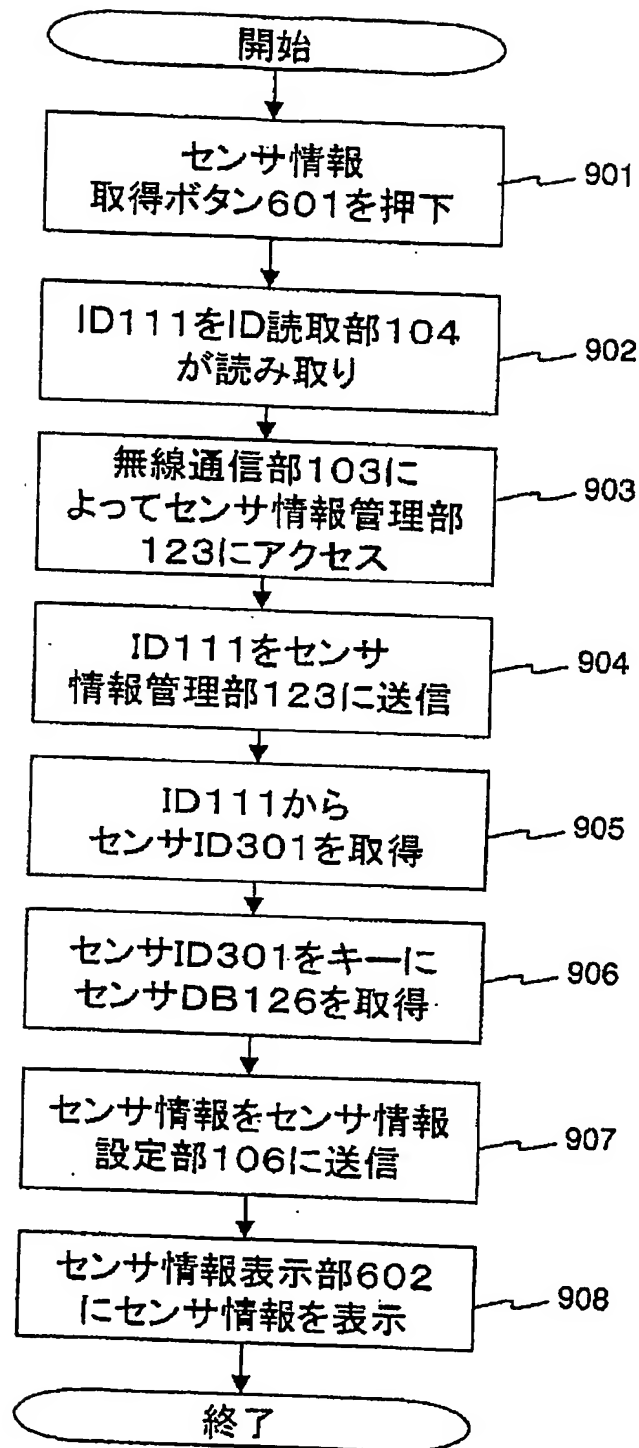 開始
センサ情報
取得ボタン601を押下
901
ID111をID読取部104
が読み取り
902
無線通信部103に
よってセンサ情報管理部
123にアクセス
903
ID111をセンサ
情報管理部123に送信
904
ID111から
センサID301を取得
905
センサID301をキーに
センサDB126を取得
906
センサ情報をセンサ情報
設定部106に送信
907
センサ情報表示部602
にセンサ情報を表示
908
終了